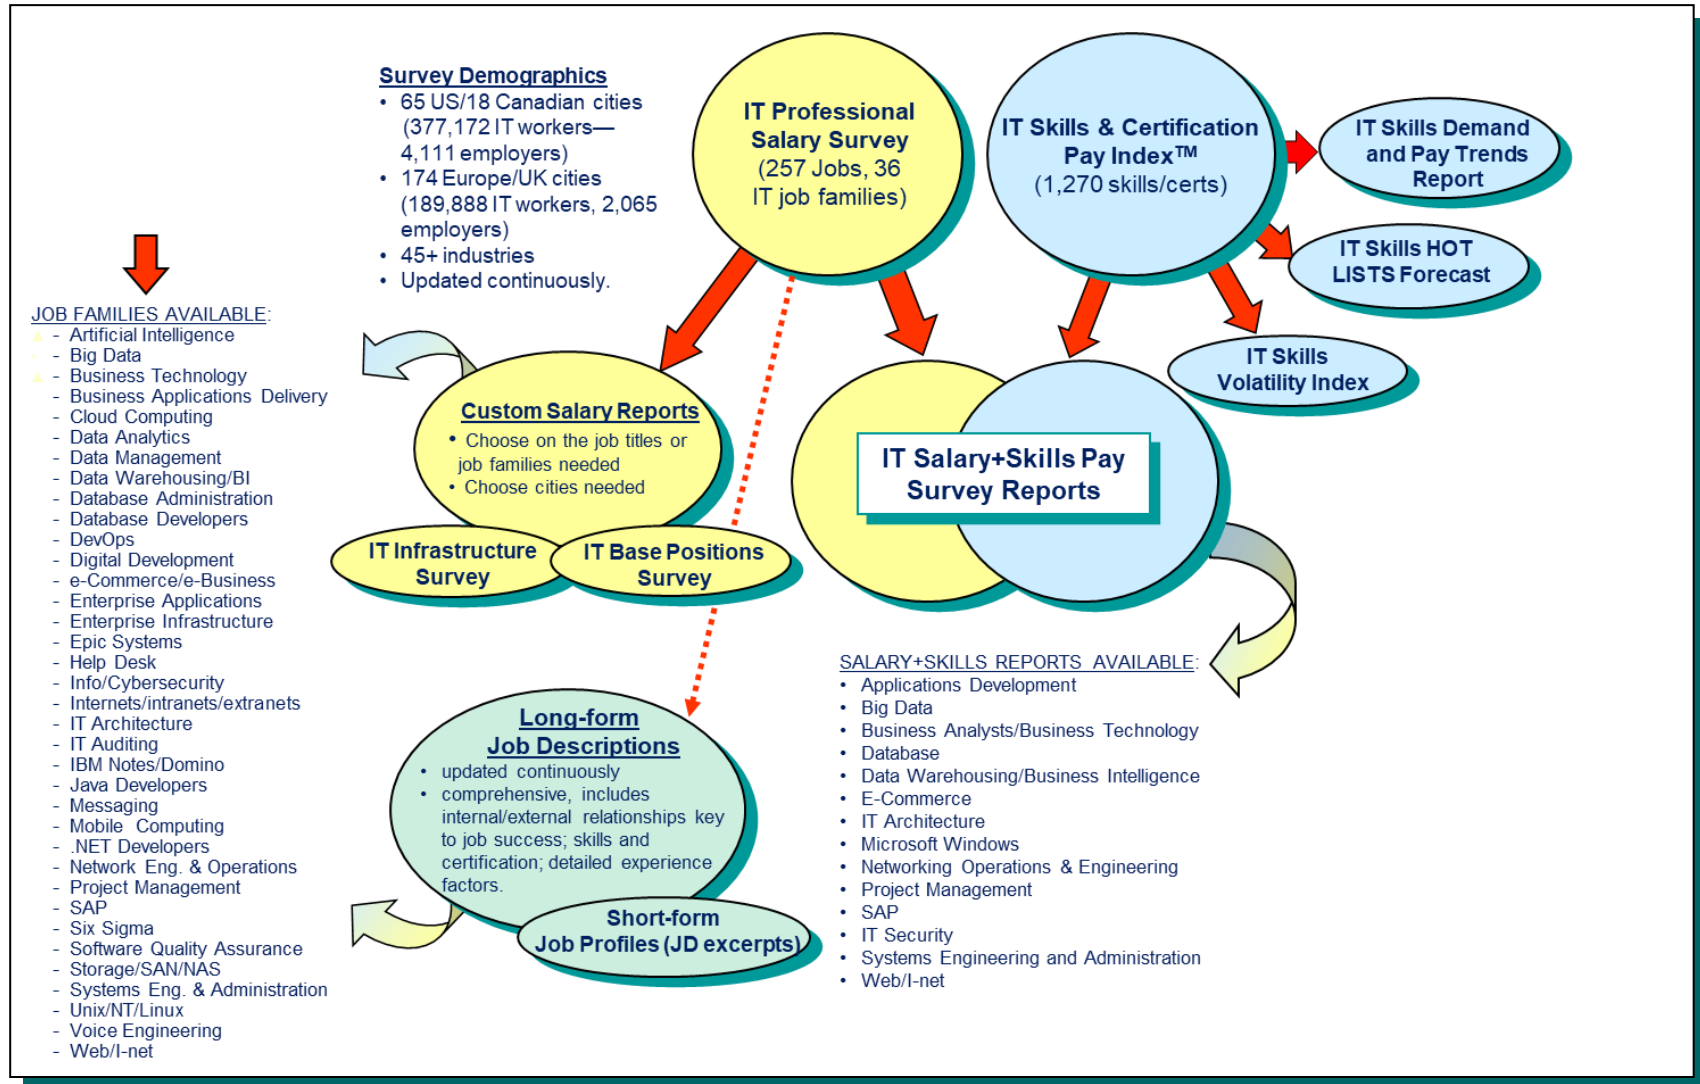 Survey Demographics
• 65 US/18 Canadian cities
(377,172 IT workers—
4,111 employers)
• 174 Europe/UK cities
(189,888 IT workers, 2,065
employers)
• 45+ industries
• Updated continuously.
IT Professional
Salary Survey
(257 Jobs, 36
IT job families)
IT Skills & Certification
Pay Index™
(1,270 skills/certs)
IT Skills Demand
and Pay Trends
Report
IT Skills HOT
LISTS Forecast
IT Skills
Volatility Index
JOB FAMILIES AVAILABLE:
- Artificial Intelligence
- Big Data
- Business Technology
- Business Applications Delivery
- Cloud Computing
- Data Analytics
- Data Management
- Data Warehousing/BI
- Database Administration
- Database Developers
- DevOps
- Digital Development
- e-Commerce/e-Business
- Enterprise Applications
- Enterprise Infrastructure
- Epic Systems
- Help Desk
- Info/Cybersecurity
- Internets/intranets/extranets
- IT Architecture
- IT Auditing
- IBM Notes/Domino
- Java Developers
- Messaging
- Mobile Computing
- .NET Developers
- Network Eng. & Operations
- Project Management
- SAP
- Six Sigma
- Software Quality Assurance
- Storage/SAN/NAS
- Systems Eng. & Administration
- Unix/NT/Linux
- Voice Engineering
- Web/I-net
Custom Salary Reports
• Choose on the job titles or
job families needed
• Choose cities needed
IT Infrastructure
Survey
IT Base Positions
Survey
IT Salary+Skills Pay
Survey Reports
Long-form
Job Descriptions
• updated continuously
• comprehensive, includes
internal/external relationships key
to job success; skills and
certification; detailed experience
factors.
Short-form
Job Profiles (JD excerpts)
SALARY+SKILLS REPORTS AVAILABLE:
• Applications Development
• Big Data
• Business Analysts/Business Technology
• Database
• Data Warehousing/Business Intelligence
• E-Commerce
• IT Architecture
• Microsoft Windows
• Networking Operations & Engineering
• Project Management
• SAP
• IT Security
• Systems Engineering and Administration
• Web/I-net